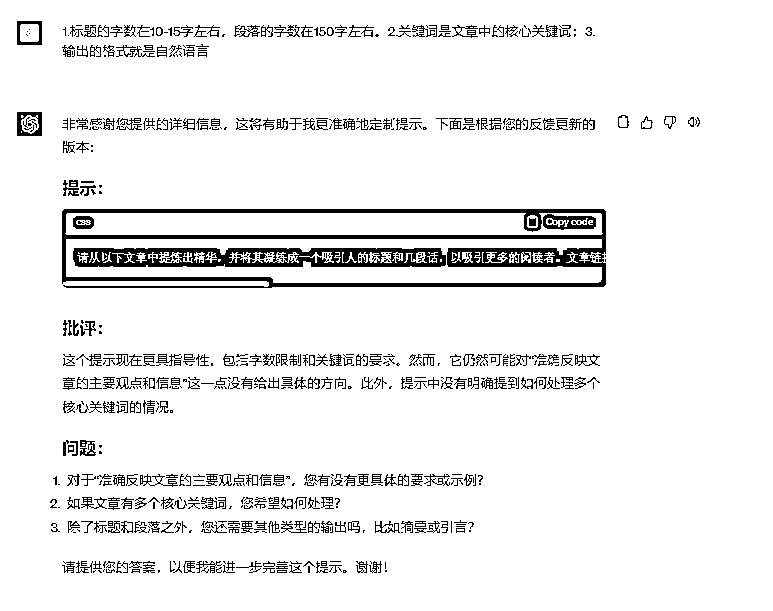 1.标题的字数在10-15字左右，段落的字数在150字左右。2.关键词是文章中的核心关键词；3.
输出的格式就是自然语言
非常感谢您提供的详细信息，这将有助于我更准确地定制提示。下面是根据您的反馈更新的
版本：
提示：
css
Copy code
请从以下文章中提炼出精华，并将其凝练成一个吸引人的标题和几段话，以吸引更多的阅读者。文章链
批评：
这个提示现在更具指导性，包括字数限制和关键词的要求。然而，它仍然可能对“准确反映文
章的主要观点和信息”这一点没有给出具体的方向。此外，提示中没有明确提到如何处理多个
核心关键词的情况。
问题：
1. 对于“准确反映文章的主要观点和信息”，您有没有更具体的要求或示例？
2. 如果文章有多个核心关键词，您希望如何处理？
3. 除了标题和段落之外，您还需要其他类型的输出吗，比如摘要或引言？
请提供您的答案，以便我能进一步完善这个提示。谢谢！